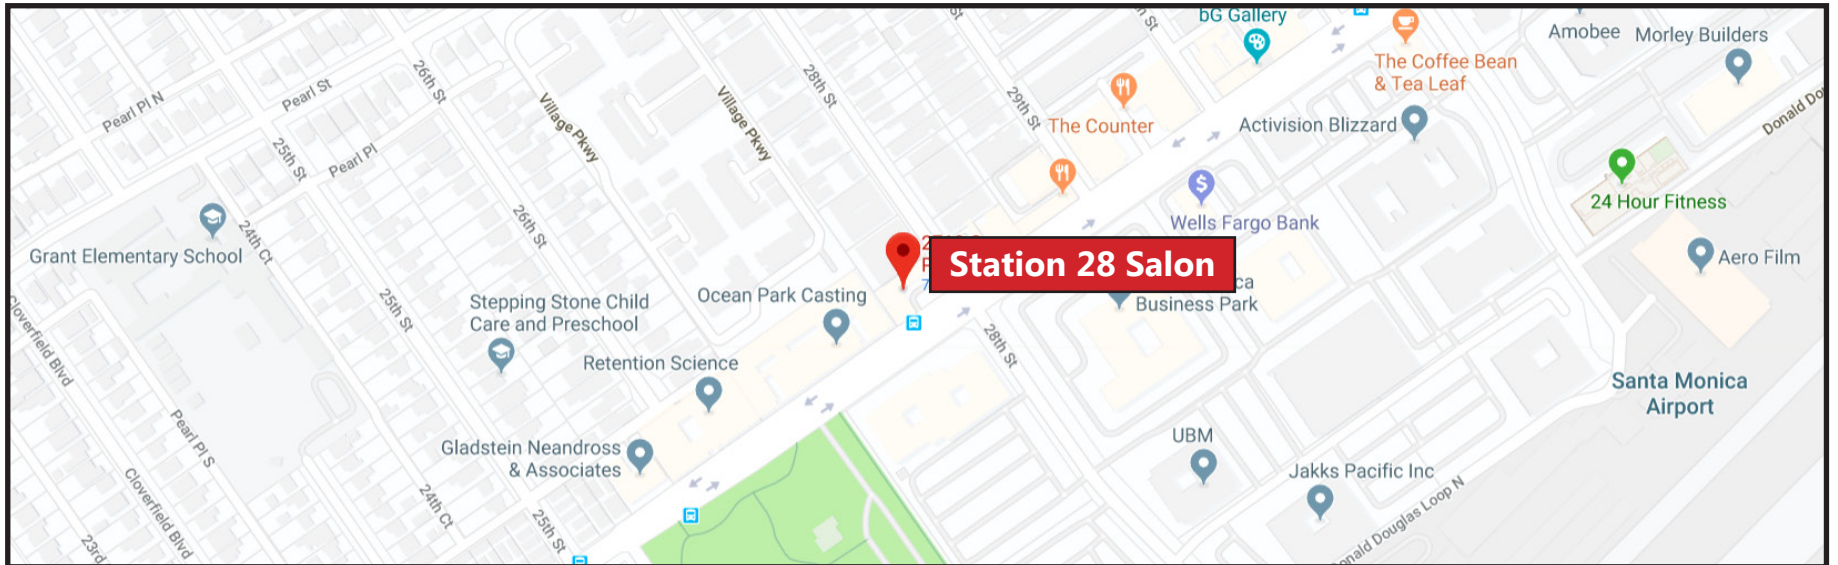 bG Gallery
Amobee
Morley Builders
The Coffee Bean
& Tea Leaf
Pearl Pl N
Pearl St
26th St
Village Pkwy
Village Pkwy
28th St
29th St
The Counter
Activision Blizzard
25th St
Pearl Pl
24 Hour Fitness
Wells Fargo Bank
Grant Elementary School
24th Ct
26th St
Station 28 Salon
Aero Film
Business Park
Stepping Stone Child
Care and Preschool
Ocean Park Casting
25th St
28th St
Cloverfield Blvd
Retention Science
Santa Monica
Airport
Pearl Pl S
Gladstein Neandross
& Associates
UBM
Jakks Pacific Inc
Cloverfield Blvd
24th Ct
25th St
23rd
Donald Douglas Loop N